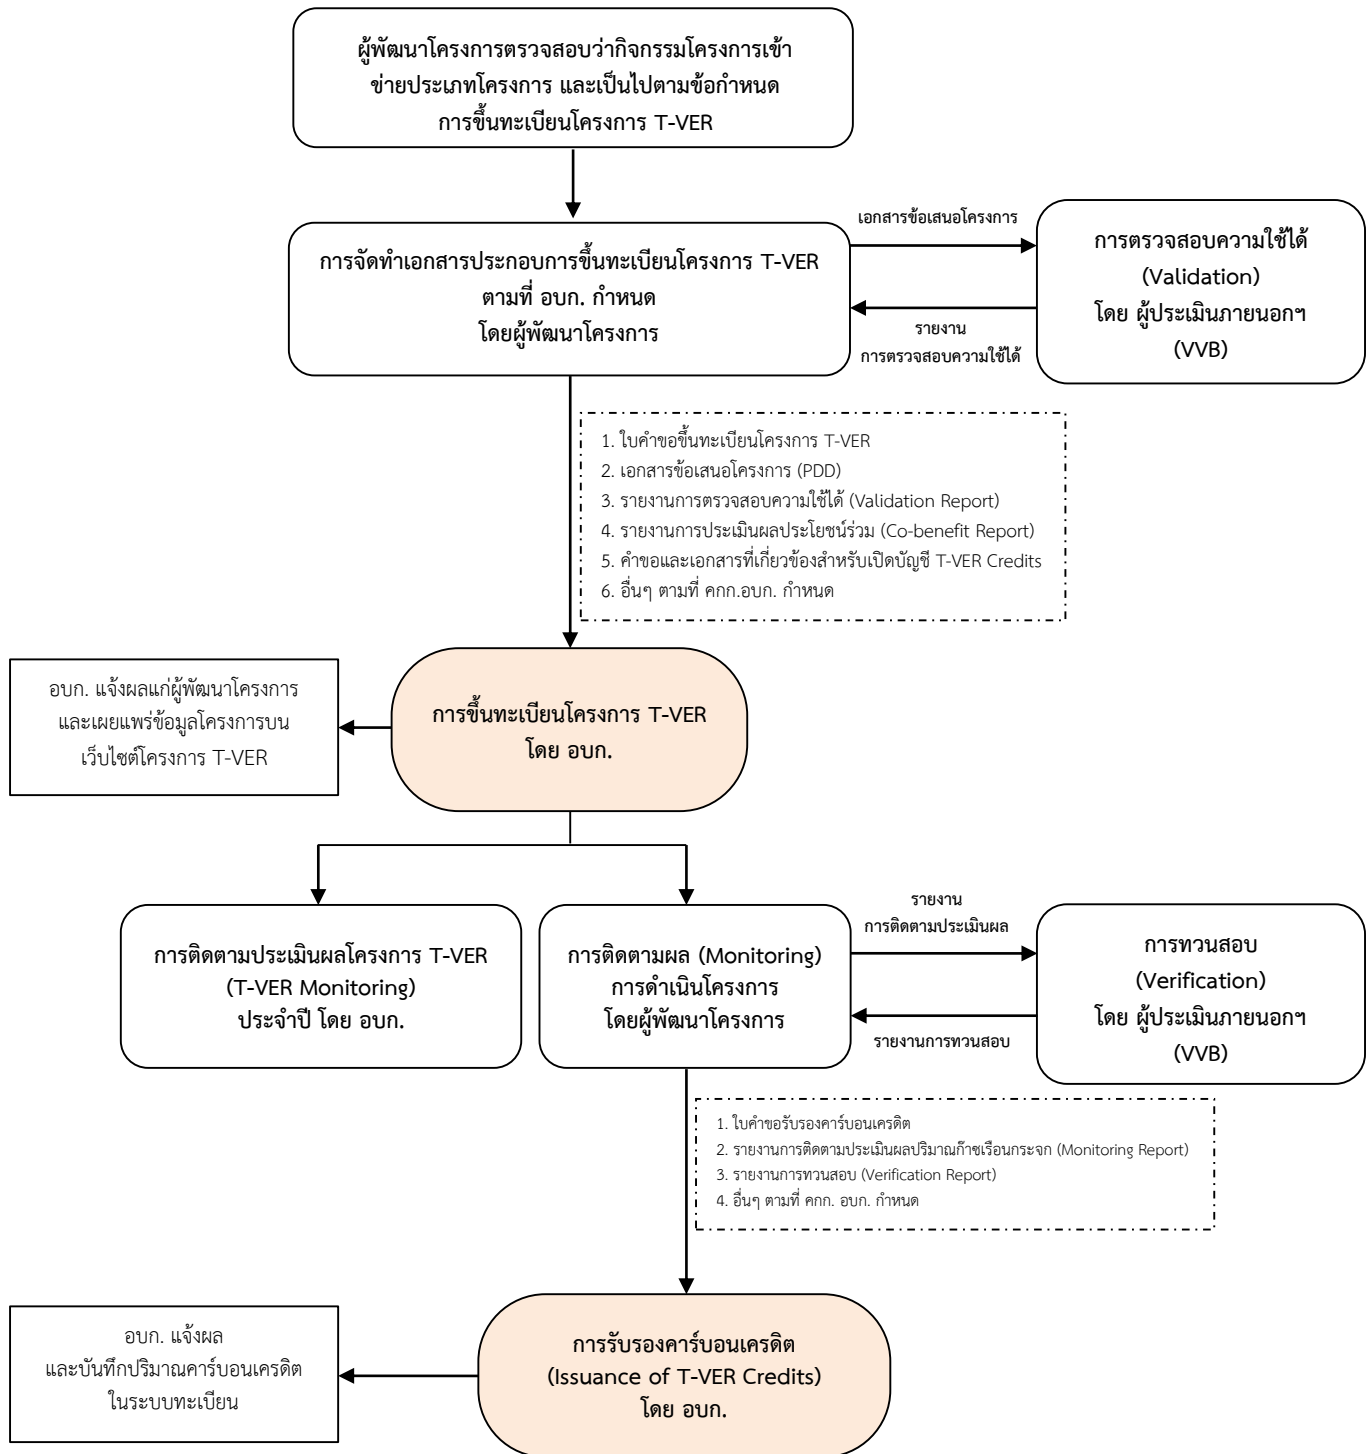 ผู้พัฒนาโครงการตรวจสอบว่ากิจกรรมโครงการเข้า
ข่ายประเภทโครงการ และเป็นไปตามข้อกำหนด
การขึ้นทะเบียนโครงการ T-VER
การจัดทำเอกสารประกอบการขึ้นทะเบียนโครงการ T-VER
ตามที่ อบก. กำหนด
โดยผู้พัฒนาโครงการ
เอกสารข้อเสนอโครงการ
รายงาน
การตรวจสอบความใช้ได้
การตรวจสอบความใช้ได้
(Validation)
โดย ผู้ประเมินภายนอกฯ
(VVB)
1. ใบคำขอขึ้นทะเบียนโครงการ T-VER
2. เอกสารข้อเสนอโครงการ (PDD)
3. รายงานการตรวจสอบความใช้ได้ (Validation Report)
4. รายงานการประเมินผลประโยชน์ร่วม (Co-benefit Report)
5. คำขอและเอกสารที่เกี่ยวข้องสำหรับเปิดบัญชี T-VER Credits
6. อื่นๆ ตามที่ คกก.อบก. กำหนด
อบก. แจ้งผลแก่ผู้พัฒนาโครงการ
และเผยแพร่ข้อมูลโครงการบน
เว็บไซต์โครงการ T-VER
การขึ้นทะเบียนโครงการ T-VER
โดย อบก.
การติดตามประเมินผลโครงการ T-VER
(T-VER Monitoring)
ประจำปี โดย อบก.
การติดตามผล (Monitoring)
การดำเนินโครงการ
โดยผู้พัฒนาโครงการ
รายงาน
การติดตามประเมินผล
รายงานการทวนสอบ
การทวนสอบ
(Verification)
โดย ผู้ประเมินภายนอกฯ
(VVB)
1. ใบคำขอรับรองคาร์บอนเครดิต
2. รายงานการติดตามประเมินผลปริมาณก๊าซเรือนกระจก (Monitoring Report)
3. รายงานการทวนสอบ (Verification Report)
4. อื่นๆ ตามที่ คกก. อบก. กำหนด
อบก. แจ้งผล
และบันทึกปริมาณคาร์บอนเครดิต
ในระบบทะเบียน
การรับรองคาร์บอนเครดิต
(Issuance of T-VER Credits)
โดย อบก.